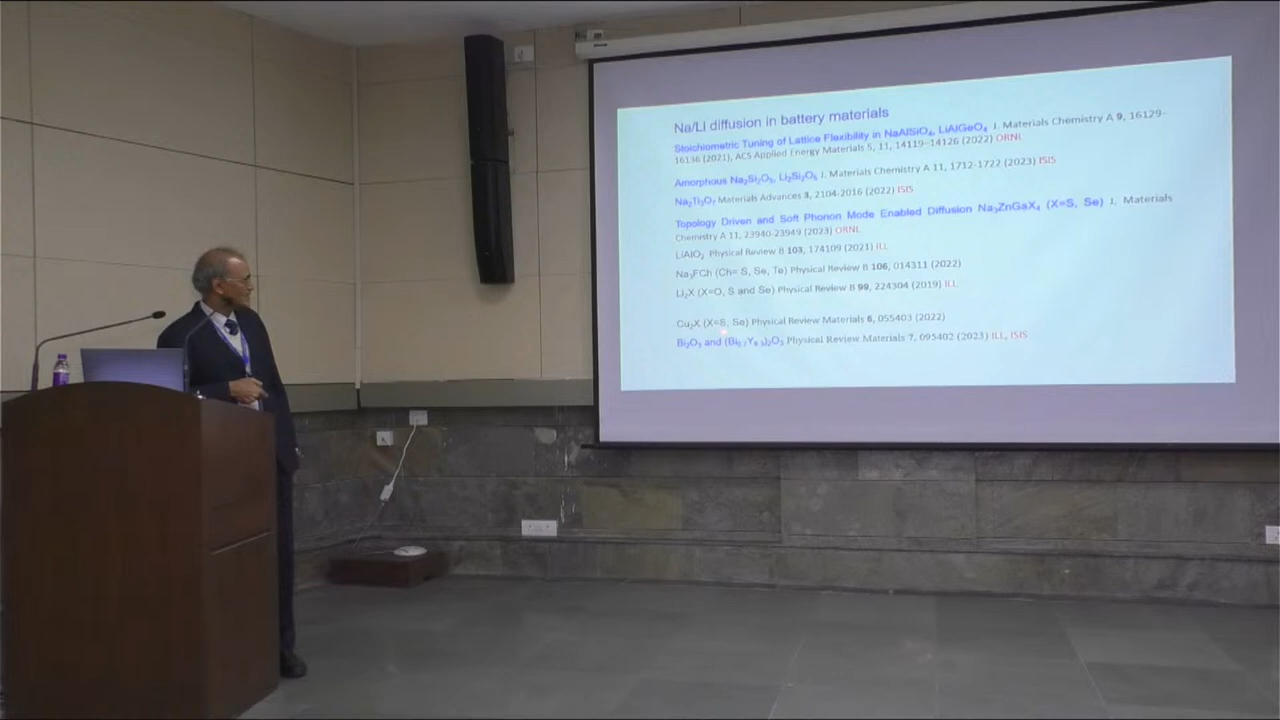 Na/Li diffusion in battery materials
Stoichiometric Tuning of Lattice Flexibility in NaAlSiO₄, LiAlGeO₄ J. Materials Chemistry A 9, 16129-
16136 (2021), ACS Applied Energy Materials 5, 11, 14119–14126 (2022) ORNL
Amorphous Na₂Si₂O₅, Li₂Si₂O₅ J. Materials Chemistry A 11, 1712-1722 (2023) ISIS
Na₂Ti₃O₇ Materials Advances 3, 2104-2016 (2022) ISIS
Topology Driven and Soft Phonon Mode Enabled Diffusion Na₃ZnGaX₄ (X=S, Se) J. Materials
Chemistry A 11, 23940-23949 (2023) ORNL
LiAlO₂ Physical Review B 103, 174109 (2021) ILL
Na₃FCh (Ch= S, Se, Te) Physical Review B 106, 014311 (2022)
Li₂X (X=O, S and Se) Physical Review B 99, 224304 (2019) ILL
Cu₂X (X=S, Se) Physical Review Materials 6, 055403 (2022)
Bi₂O₃ and (Bi₀.₇Y₀.₃)₂O₃ Physical Review Materials 7, 095402 (2023) ILL, ISIS